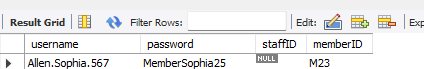 Result Grid Filter Rows: Edit: Exp
username password staffID memberID
Allen.Sophia.567 MemberSophia25 NULL M23